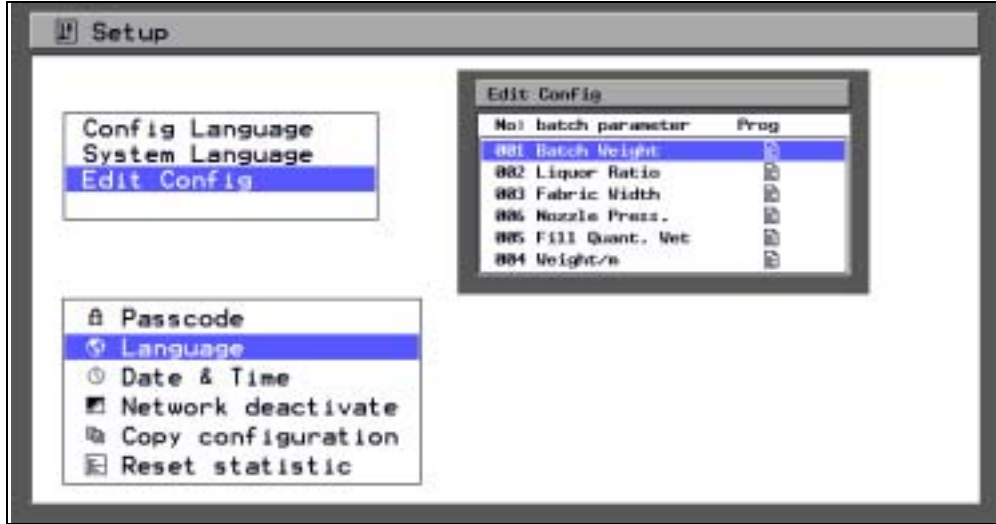 Setup
Config Language
System Language
Edit Config
Edit Config
No: batch parameter Prog
001 Batch Weight
002 Liquor Ratio
003 Fabric Width
006 Nozzle Press.
005 Fill Quant. Wet
004 Weight/m
Passcode
Language
Date & Time
Network deactivate
Copy configuration
Reset statistic